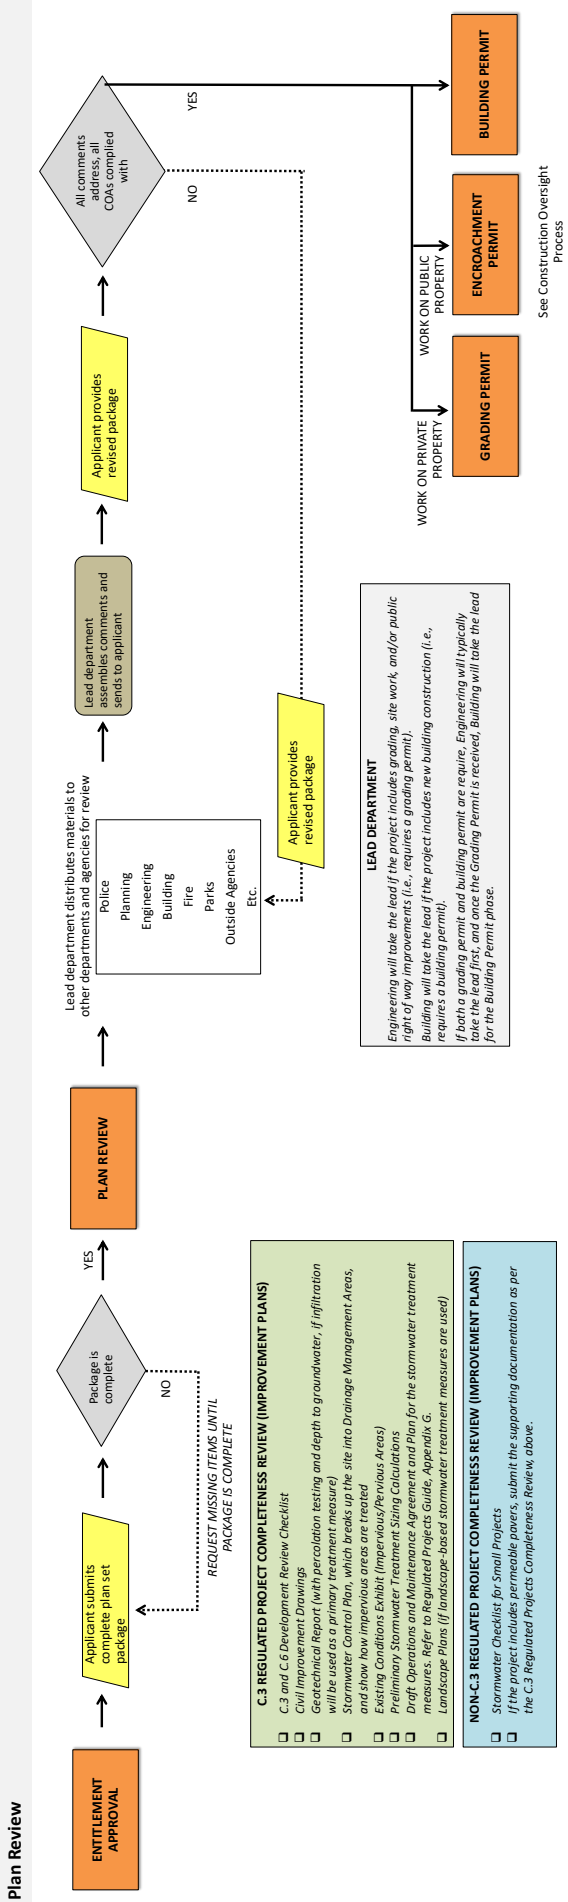 Plan Review
ENTITLEMENT
APPROVAL
Applicant submits
complete plan set
package
Package is
complete
YES
NO
REQUEST MISSING ITEMS UNTIL
PACKAGE IS COMPLETE
PLAN REVIEW
Lead department distributes materials to
other departments and agencies for review
Police
Planning
Engineering
Building
Fire
Parks
Outside Agencies
Etc.
Lead department
assembles comments and
sends to applicant
Applicant provides
revised package
All comments
address, all
COAs complied
with
YES
NO
Applicant provides
revised package
WORK ON PRIVATE
PROPERTY
WORK ON PUBLIC
PROPERTY
GRADING PERMIT
ENCROACHMENT
PERMIT
BUILDING PERMIT
See Construction Oversight
Process
C.3 REGULATED PROJECT COMPLETENESS REVIEW (IMPROVEMENT PLANS)
❑ C.3 and C.6 Development Review Checklist
❑ Civil Improvement Drawings
❑ Geotechnical Report (with percolation testing and depth to groundwater, if infiltration
will be used as a primary treatment measure)
❑ Stormwater Control Plan, which breaks up the site into Drainage Management Areas,
and show how impervious areas are treated
❑ Existing Conditions Exhibit (Impervious/Pervious Areas)
❑ Preliminary Stormwater Treatment Sizing Calculations
❑ Draft Operations and Maintenance Agreement and Plan for the stormwater treatment
measures. Refer to Regulated Projects Guide, Appendix G.
❑ Landscape Plans (if landscape-based stormwater treatment measures are used)
NON-C.3 REGULATED PROJECT COMPLETENESS REVIEW (IMPROVEMENT PLANS)
❑ Stormwater Checklist for Small Projects
❑ If the project includes permeable pavers, submit the supporting documentation as per
the C.3 Regulated Projects Completeness Review, above.
LEAD DEPARTMENT
Engineering will take the lead if the project includes grading, site work, and/or public
right of way improvements (i.e., requires a grading permit).
Building will take the lead if the project includes new building construction (i.e.,
requires a building permit).
If both a grading permit and building permit are require, Engineering will typically
take the lead first, and once the Grading Permit is received, Building will take the lead
for the Building Permit phase.